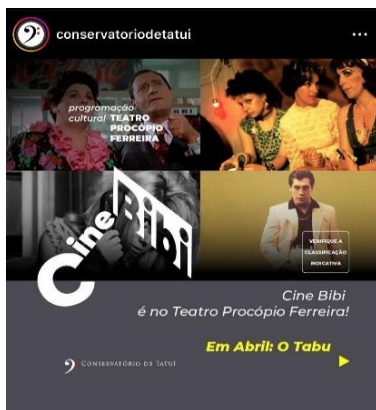 conservatoriodetatui
programação
cultural TEATRO
PROCÓPIO
FERREIRA
Cine Bibi
VERIFIQUE A
CLASSIFICAÇÃO
INDICATIVA
Cine Bibi
é no Teatro Procópio Ferreira!
Em Abril: O Tabu
CONSERVATÓRIO DE TATUÍ